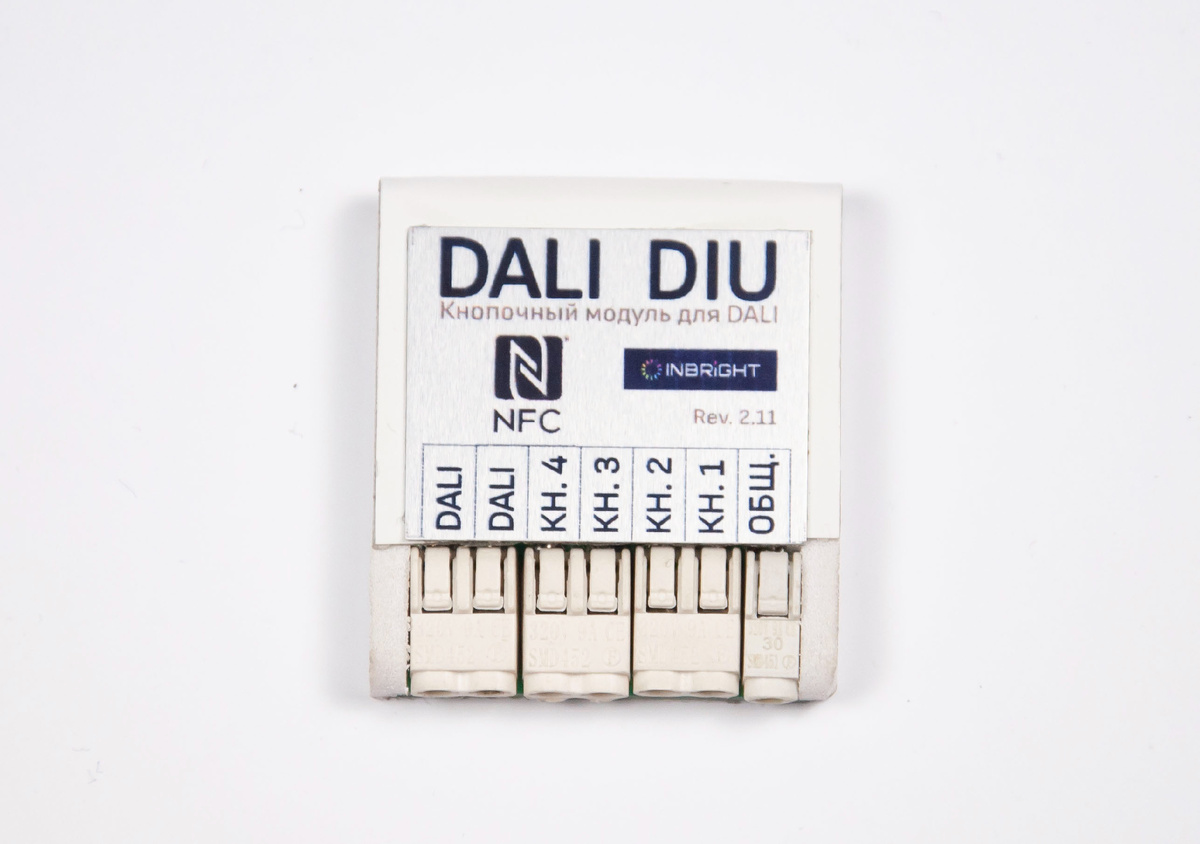 DALI DIU
Кнопочный модуль для DALI
INBRIGHT
NFC
Rev. 2.11
DALI
DALI
КН. 4
КН. 3
КН. 2
КН. 1
ОБЩ.
30